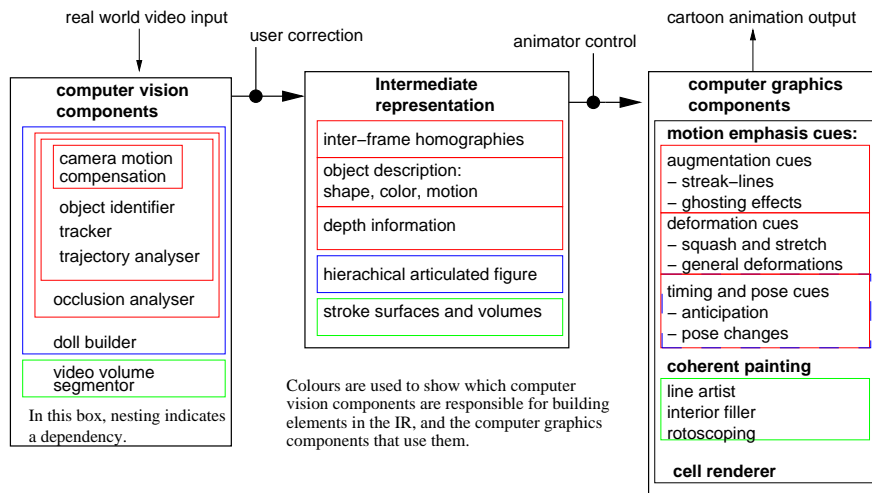 real world video input
user correction
animator control
cartoon animation output
computer vision
components
camera motion
compensation
object identifier
tracker
trajectory analyser
occlusion analyser
doll builder
video volume
segmentor
In this box, nesting indicates
a dependency.
Intermediate
representation
inter−frame homographies
object description:
shape, color, motion
depth information
hierachical articulated figure
stroke surfaces and volumes
Colours are used to show which computer
vision components are responsible for building
elements in the IR, and the computer graphics
components that use them.
computer graphics
components
motion emphasis cues:
augmentation cues
− streak−lines
− ghosting effects
deformation cues
− squash and stretch
− general deformations
timing and pose cues
− anticipation
− pose changes
coherent painting
line artist
interior filler
rotoscoping
cell renderer